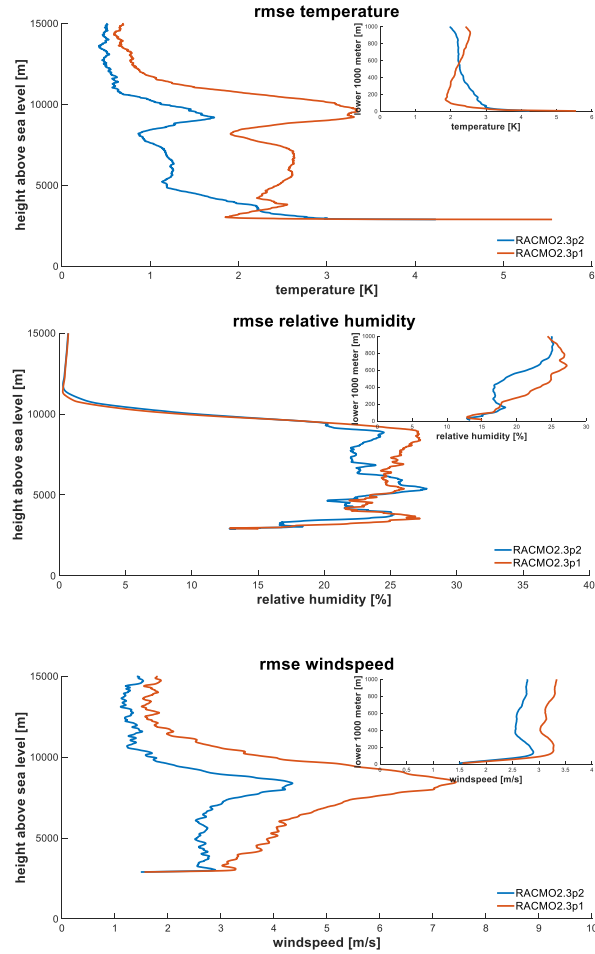 rmse temperature
height above sea level [m]
15000
10000
5000
0
0 1 2 3 4 5 6
temperature [K]
lower 1000 meter [m]
1000
800
600
400
200
0
0 1 2 3 4 5 6
temperature [K]
RACMO2.3p2
RACMO2.3p1
rmse relative humidity
height above sea level [m]
15000
10000
5000
0
0 5 10 15 20 25 30 35 40
relative humidity [%]
lower 1000 meter [m]
1000
800
600
400
200
0
0 5 10 15 20 25 30
relative humidity [%]
RACMO2.3p2
RACMO2.3p1
rmse windspeed
height above sea level [m]
15000
10000
5000
0
0 1 2 3 4 5 6 7 8 9 10
windspeed [m/s]
lower 1000 meter [m]
1000
800
600
400
200
0
0 0.5 1 1.5 2 2.5 3 3.5 4
windspeed [m/s]
RACMO2.3p2
RACMO2.3p1